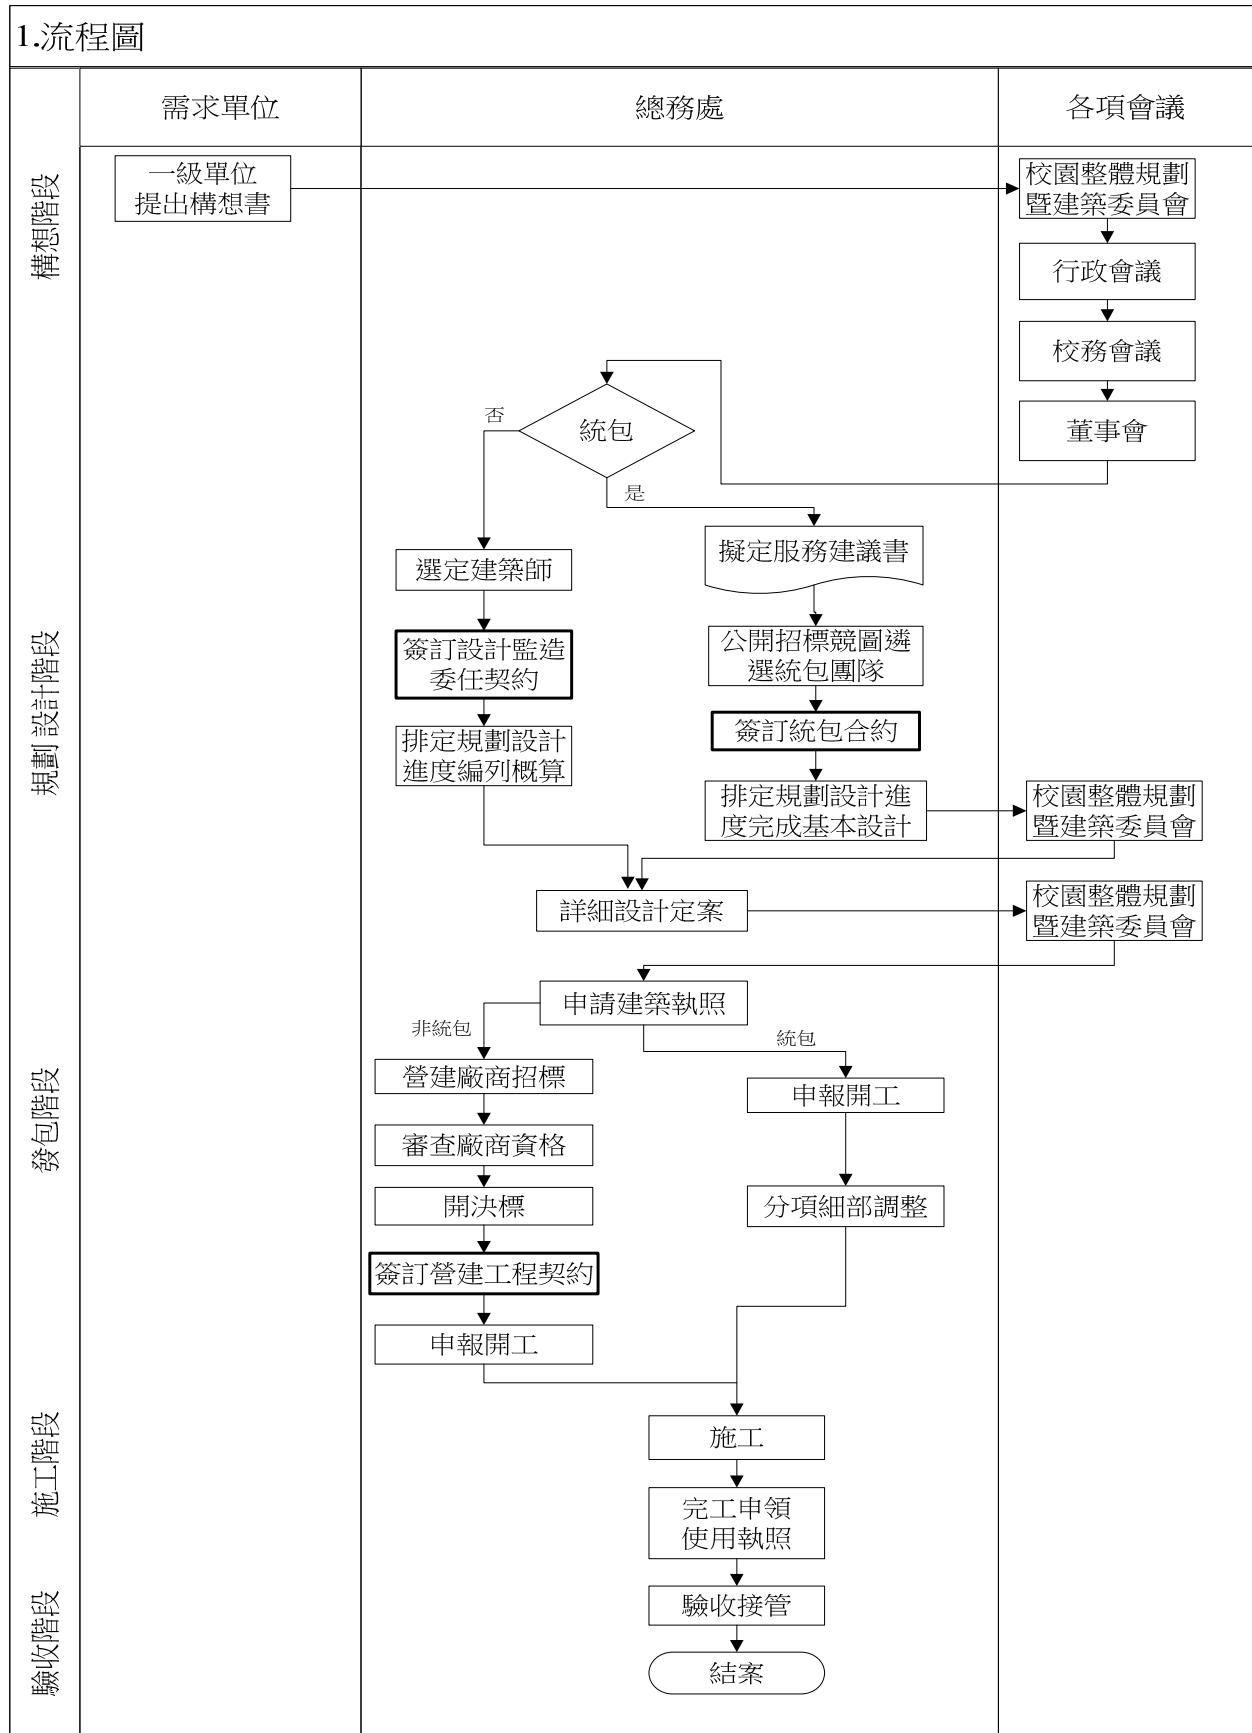 1.流程圖
需求單位
總務處
各項會議
構想階段
一級單位
提出構想書
校園整體規劃
暨建築委員會
行政會議
校務會議
董事會
統包
否
是
規劃 設計階段
選定建築師
簽訂設計監造
委任契約
排定規劃設計
進度編列概算
擬定服務建議書
公開招標競圖遴
選統包團隊
簽訂統包合約
排定規劃設計進
度完成基本設計
校園整體規劃
暨建築委員會
詳細設計定案
校園整體規劃
暨建築委員會
申請建築執照
發包階段
非統包
統包
營建廠商招標
審查廠商資格
開決標
簽訂營建工程契約
申報開工
申報開工
分項細部調整
施工階段
施工
完工申領
使用執照
驗收階段
驗收接管
結案